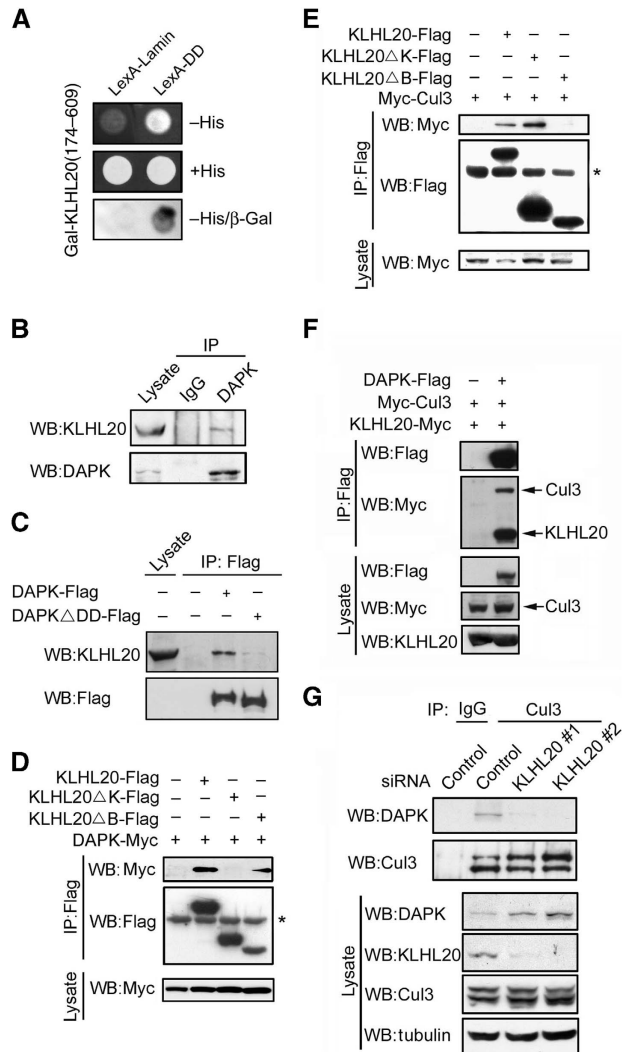 A
LexA-Lamin
LexA-DD
Gal-KLHL20(174–609)
–His
+His
–His/β-Gal
B
IP
Lysate
IgG
DAPK
WB:KLHL20
WB:DAPK
C
Lysate
IP: Flag
DAPK-Flag – – + –
DAPK△DD-Flag – – – +
WB:KLHL20
WB:Flag
D
KLHL20-Flag – + – –
KLHL20△K-Flag – – + –
KLHL20△B-Flag – – – +
DAPK-Myc + + + +
IP:Flag
WB: Myc
WB:Flag
*
Lysate
WB:Myc
E
KLHL20-Flag – + – –
KLHL20△K-Flag – – + –
KLHL20△B-Flag – – – +
Myc-Cul3 + + + +
IP:Flag
WB:Myc
WB:Flag
*
Lysate
WB:Myc
F
DAPK-Flag – +
Myc-Cul3 + +
KLHL20-Myc + +
IP:Flag
WB:Flag
WB:Myc
Cul3
KLHL20
Lysate
WB:Flag
WB:Myc
Cul3
WB:KLHL20
G
IP: IgG Cul3
siRNA
Control
Control
KLHL20 #1
KLHL20 #2
WB:DAPK
WB:Cul3
Lysate
WB:DAPK
WB:KLHL20
WB:Cul3
WB:tubulin